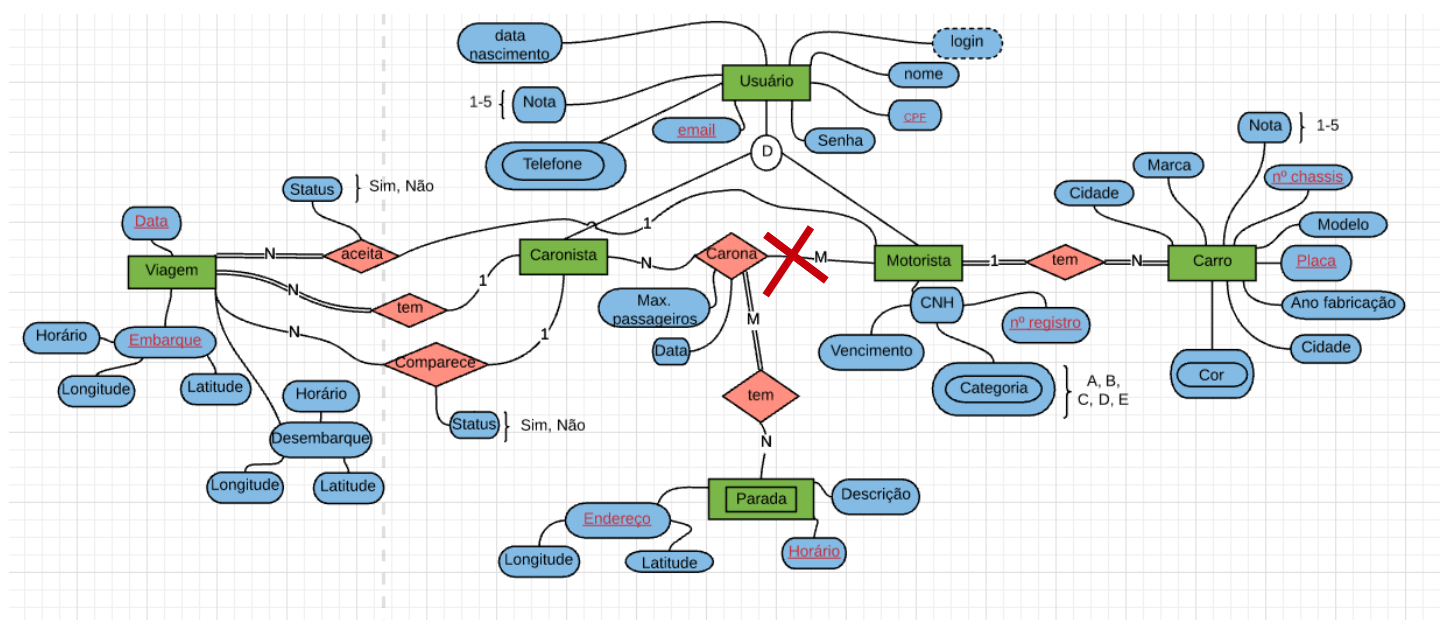 data
nascimento
login
Usuário
nome
1-5
Nota
email
CPF
Senha
Telefone
D
Nota
1-5
Marca
nº chassis
Cidade
Modelo
Status
Sim, Não
Data
1
N
aceita
Caronista
Carona
N
M
Motorista
1
tem
N
Carro
Placa
Viagem
N
tem
1
Max.
passageiros
CNH
nº registro
Ano fabricação
Horário
Embarque
N
1
M
Data
Vencimento
Cidade
Comparece
Longitude
Latitude
Horário
tem
Categoria
A, B,
C, D, E
Cor
Status
Sim, Não
Desembarque
N
Longitude
Latitude
Parada
Descrição
Endereço
Horário
Longitude
Latitude